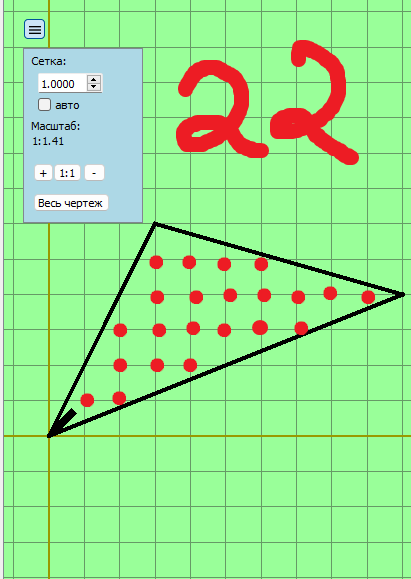 Сетка:
1.0000
авто
Масштаб:
1:1.41
+ 1:1 -
Весь чертеж
22